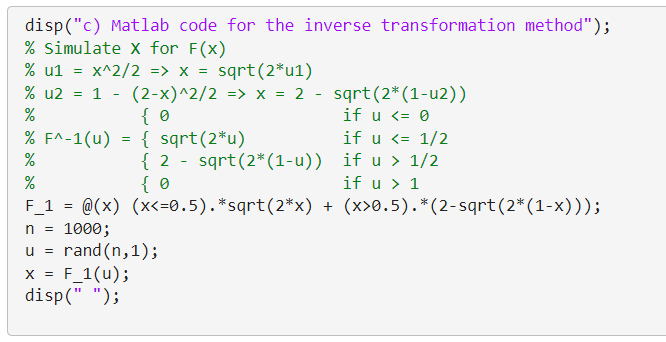 disp("c) Matlab code for the inverse transformation method");
% Simulate X for F(x)
% u1 = x^2/2 => x = sqrt(2*u1)
% u2 = 1 - (2-x)^2/2 => x = 2 - sqrt(2*(1-u2))
%            { 0                   if u <= 0
% F^-1(u) = { sqrt(2*u)           if u <= 1/2
%            { 2 - sqrt(2*(1-u))  if u > 1/2
%            { 0                   if u > 1
F_1 = @(x) (x<=0.5).*sqrt(2*x) + (x>0.5).*(2-sqrt(2*(1-x)));
n = 1000;
u = rand(n,1);
x = F_1(u);
disp(" ");